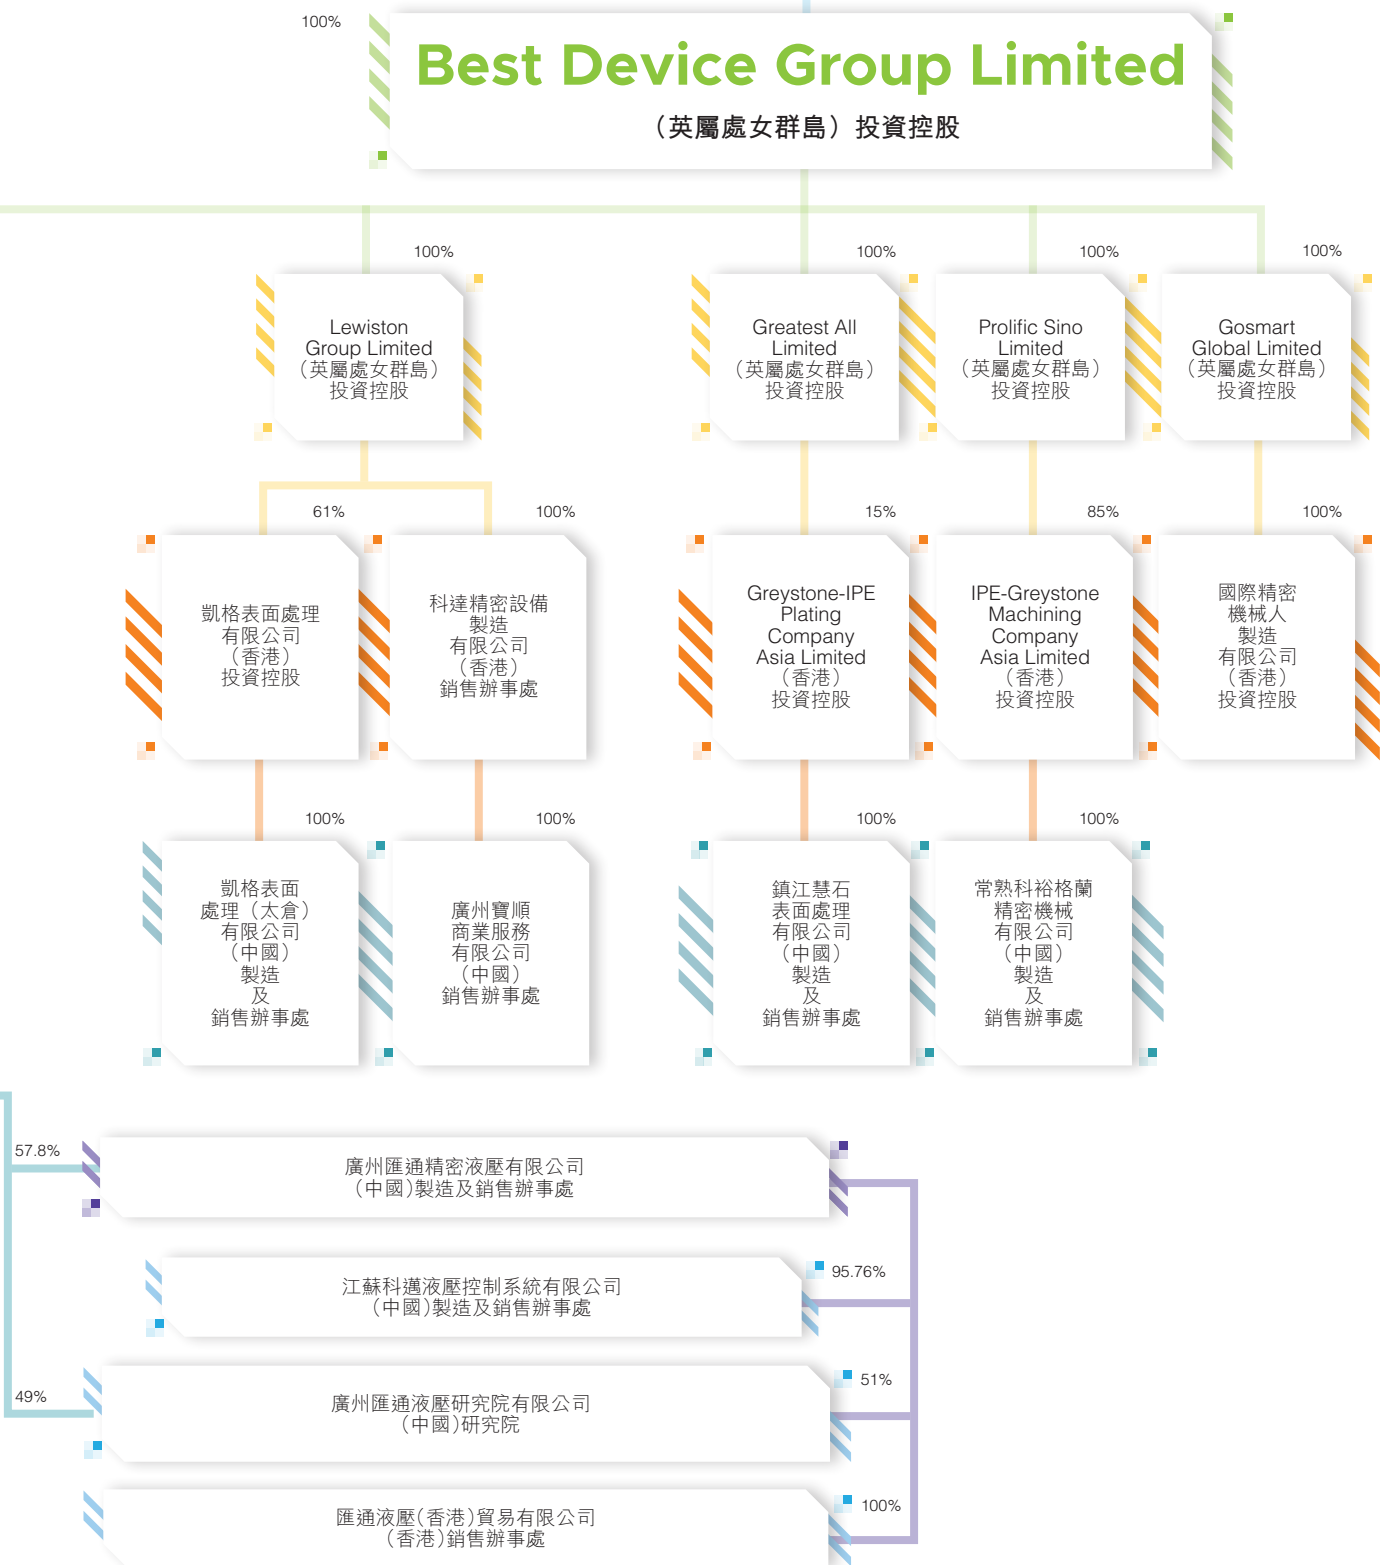 100%
Best Device Group Limited
（英屬處女群島）投資控股
100%
100%
100%
100%
Lewiston
Group Limited
（英屬處女群島）
投資控股
Greatest All
Limited
（英屬處女群島）
投資控股
Prolific Sino
Limited
（英屬處女群島）
投資控股
Gosmart
Global Limited
（英屬處女群島）
投資控股
61%
100%
15%
85%
100%
凱格表面處理
有限公司
（香港）
投資控股
科達精密設備
製造
有限公司
（香港）
銷售辦事處
Greystone-IPE
Plating
Company
Asia Limited
（香港）
投資控股
IPE-Greystone
Machining
Company
Asia Limited
（香港）
投資控股
國際精密
機械人
製造
有限公司
（香港）
投資控股
100%
100%
100%
100%
凱格表面
處理（太倉）
有限公司
（中國）
製造
及
銷售辦事處
廣州寶順
商業服務
有限公司
（中國）
銷售辦事處
鎮江慧石
表面處理
有限公司
（中國）
製造
及
銷售辦事處
常熟科裕格蘭
精密機械
有限公司
（中國）
製造
及
銷售辦事處
57.8%
廣州匯通精密液壓有限公司
（中國）製造及銷售辦事處
95.76%
江蘇科邁液壓控制系統有限公司
（中國）製造及銷售辦事處
49%
51%
廣州匯通液壓研究院有限公司
（中國）研究院
100%
匯通液壓（香港）貿易有限公司
（香港）銷售辦事處